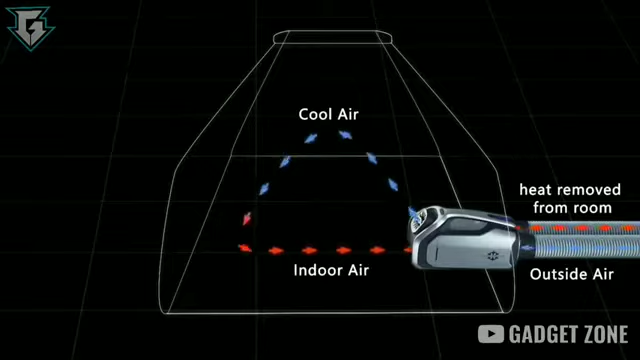 Cool Air
heat removed
from room
Indoor Air
Outside Air
GADGET ZONE